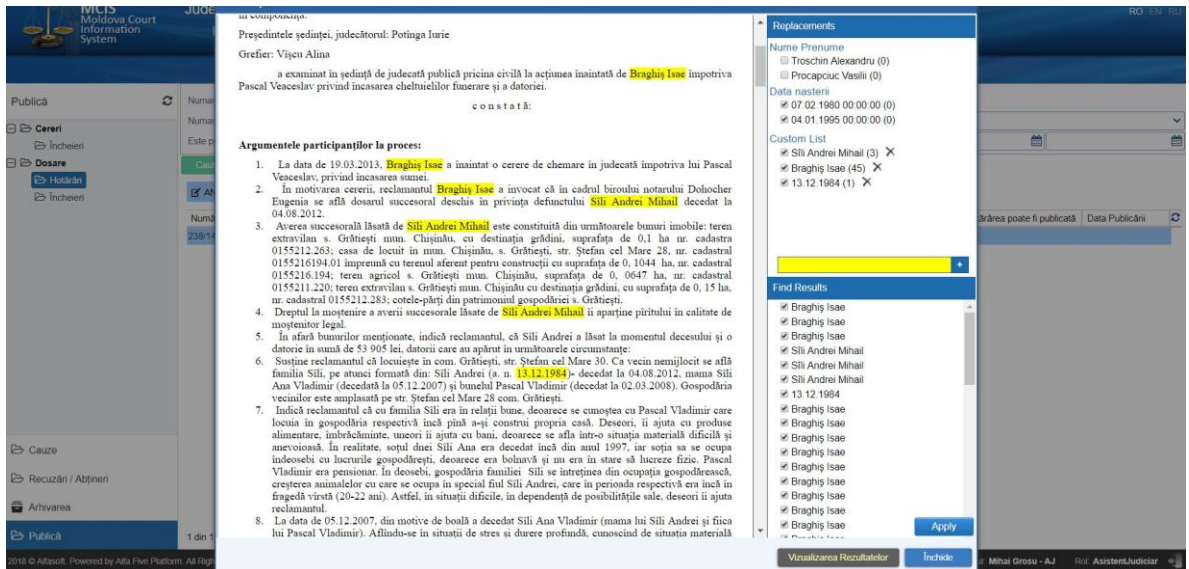 MCIS
Moldova Court
Information
System
RO EN RU
Publică
Cereri
Încheieri
Dosare
Hotărâri
Încheieri
Cauze
Recuzări / Abțineri
Arhivarea
Publică
în componența:
Președintele ședinței, judecătorul: Potinga Iurie
Grefier: Vîșcu Alina
a examinat în ședință de judecată publică pricina civilă la acțiunea înaintată de Braghiș Isae împotriva
Pascal Veaceslav privind încasarea cheltuielilor funerare și a datoriei.
c o n s t a t ă:
Argumentele participanților la proces:
1. La data de 19.03.2013, Braghiș Isae a înaintat o cerere de chemare în judecată împotriva lui Pascal
Veaceslav, privind încasarea sumei.
2. În motivarea cererii, reclamantul Braghiș Isae a invocat că în cadrul biroului notarului Dohocher
Eugenia se află dosarul succesoral deschis în privința defunctului Sîli Andrei Mihail decedat la
04.08.2012.
3. Averea succesorală lăsată de Sîli Andrei Mihail este constituită din următoarele bunuri imobile: teren
extravilan s. Grătiești mun. Chișinău, cu destinația grădini, suprafața de 0,1 ha nr. cadastra
0155212.263; casa de locuit în mun. Chișinău, s. Grătiești, str. Ștefan cel Mare 28, nr. cadastral
0155216194.01 împreună cu terenul aferent pentru construcții cu suprafața de 0, 1044 ha, nr. cadastral
0155216.194; teren agricol s. Grătiești mun. Chișinău, suprafața de 0, 0647 ha, nr. cadastral
0155211.220; teren extravilan s. Grătiești mun. Chișinău cu destinația grădini, cu suprafața de 0, 15 ha,
nr. cadastral 0155212.283; cotele-părți din patrimoniul gospodăriei s. Grătiești.
4. Dreptul la moștenire a averii succesorale lăsate de Sîli Andrei Mihail îi aparține pîrîtului în calitate de
moștenitor legal.
5. În afară bunurilor menționate, indică reclamantul, că Sîli Andrei a lăsat la momentul decesului și o
datorie în sumă de 53 905 lei, datorii care au apărut în următoarele circumstanțe:
6. Susține reclamantul că locuiește în com. Grătiești, str. Ștefan cel Mare 30. Ca vecin nemijlocit se află
familia Sîli, pe atunci formată din: Sîli Andrei (a. n. 13.12.1984)- decedat la 04.08.2012, mama Sîli
Ana Vladimir (decedată la 05.12.2007) și bunelul Pascal Vladimir (decedat la 02.03.2008). Gospodăria
vecinilor este amplasată pe str. Ștefan cel Mare 28 com. Grătiești.
7. Indică reclamantul că cu familia Sîli era în relații bune, deoarece se cunoștea cu Pascal Vladimir care
locuia în gospodăria respectivă încă pînă a-și construi propria casă. Deseori, îi ajuta cu produse
alimentare, îmbrăcăminte, uneori îi ajuta cu bani, deoarece se afla într-o situația materială dificilă și
anevoioasă. În realitate, soțul dnei Sîli Ana era decedat încă din anul 1997, iar soția sa se ocupa
îndeosebi cu lucrurile gospodărești, deoarece era bolnavă și nu era în stare să lucreze fizic. Pascal
Vladimir era pensionar. În deosebi, gospodăria familiei Sîli se întreținea din ocupația gospodărească,
creșterea animalelor cu care se ocupa în special fiul Sîli Andrei, care în perioada respectivă era încă în
fragedă vîrstă (20-22 ani). Astfel, în situații dificile, în dependență de posibilitățile sale, deseori îi ajuta
reclamantul.
8. La data de 05.12.2007, din motive de boală a decedat Sîli Ana Vladimir (mama lui Sîli Andrei și fiica
lui Pascal Vladimir). Aflîndu-se în situații de stres și durere profundă, cunoscînd de situația materială
Vizualizarea Rezultatelor
Închide
Replacements
Nume Prenume
Troschin Alexandru (0)
Procapciuc Vasilii (0)
Data nasterii
07.02.1980 00:00:00 (0)
04.01.1995 00:00:00 (0)
Custom List
Sîli Andrei Mihail (3) X
Braghiș Isae (45) X
13.12.1984 (1) X
+
Find Results
Braghiș Isae
Braghiș Isae
Braghiș Isae
Sîli Andrei Mihail
Sîli Andrei Mihail
Sîli Andrei Mihail
13.12.1984
Braghiș Isae
Braghiș Isae
Braghiș Isae
Braghiș Isae
Braghiș Isae
Braghiș Isae
Braghiș Isae
Braghiș Isae
Braghiș Isae
Apply
poate fi publicată
Data Publicării
1 din 1
2018 © Alfasoft. Powered by Alfa Five Platform. All
Mihai Grosu - AJ
Rol: AsistentJudiciar